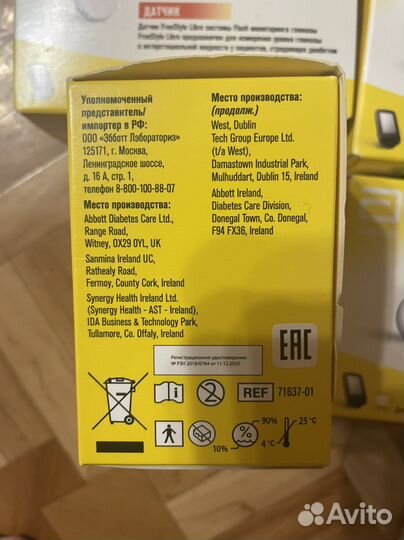 ДАТЧИК
Датчик FreeStyle Libre системы Flash мониторинга глюкозы
FreeStyle Libre предназначен для измерения уровня глюкозы
в интерстициальной жидкости у пациентов, страдающих диабетом
Уполномоченный
представитель/
импортер в РФ:
ООО «Эбботт Лэбораториз»
125171, г. Москва,
Ленинградское шоссе,
д. 16 А, стр. 1,
телефон 8-800-100-88-07
Место производства:
Abbott Diabetes Care Ltd.,
Range Road,
Witney, OX29 0YL, UK
Sanmina Ireland UC,
Rathealy Road,
Fermoy, County Cork, Ireland
Synergy Health Ireland Ltd.
(Synergy Health - AST - Ireland),
IDA Business & Technology Park,
Tullamore, Co. Offaly, Ireland
Место производства:
(продолж.)
West, Dublin
Tech Group Europe Ltd.
(t/a West),
Damastown Industrial Park,
Mulhuddart, Dublin 15, Ireland
Abbott Ireland,
Diabetes Care Division,
Donegal Town, Co. Donegal,
F94 FX36, Ireland
EAC
Регистрационное удостоверение:
№ РЗН 2018/6764 от 11.12.2020
REF 71637-01
10% 90%
4°C 25°C
Avito